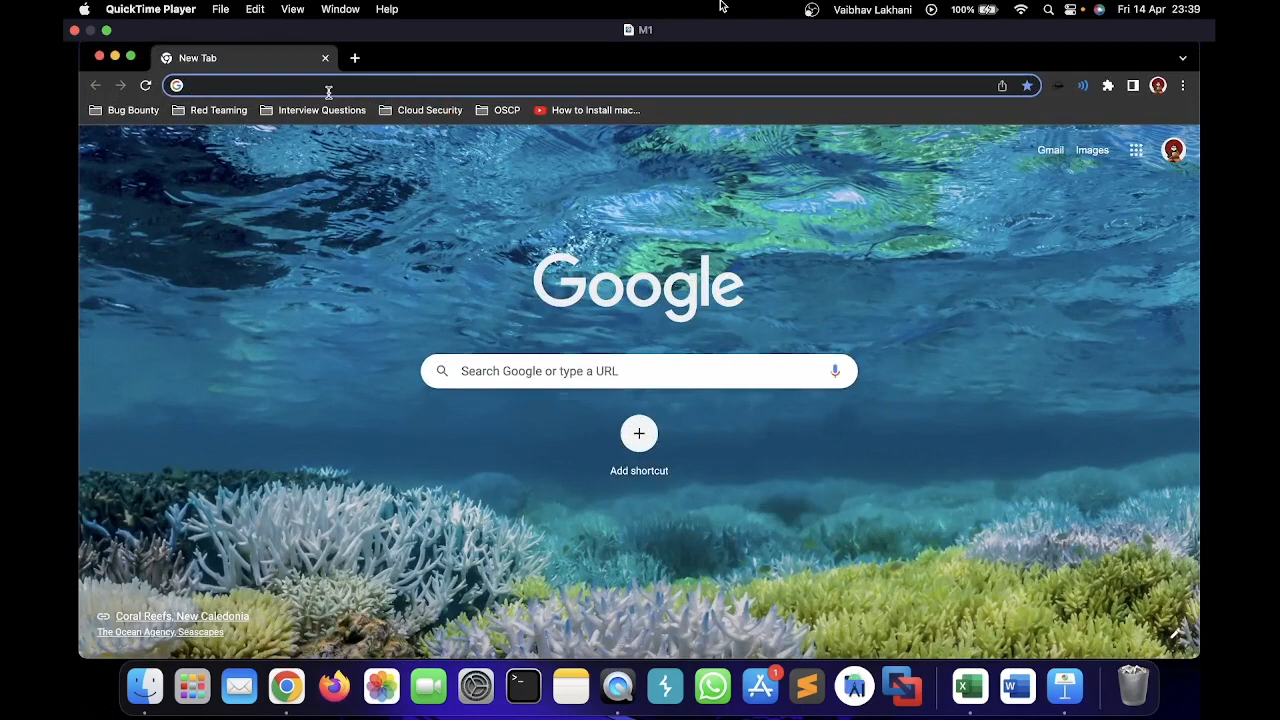 QuickTime Player File Edit View Window Help Vaibhav Lakhani 100% Fri 14 Apr 23:39
M1
New Tab
Bug Bounty Red Teaming Interview Questions Cloud Security OSCP How to Install mac...
Gmail Images
Google
Search Google or type a URL
Add shortcut
Coral Reefs, New Caledonia
The Ocean Agency, Seascapes
1